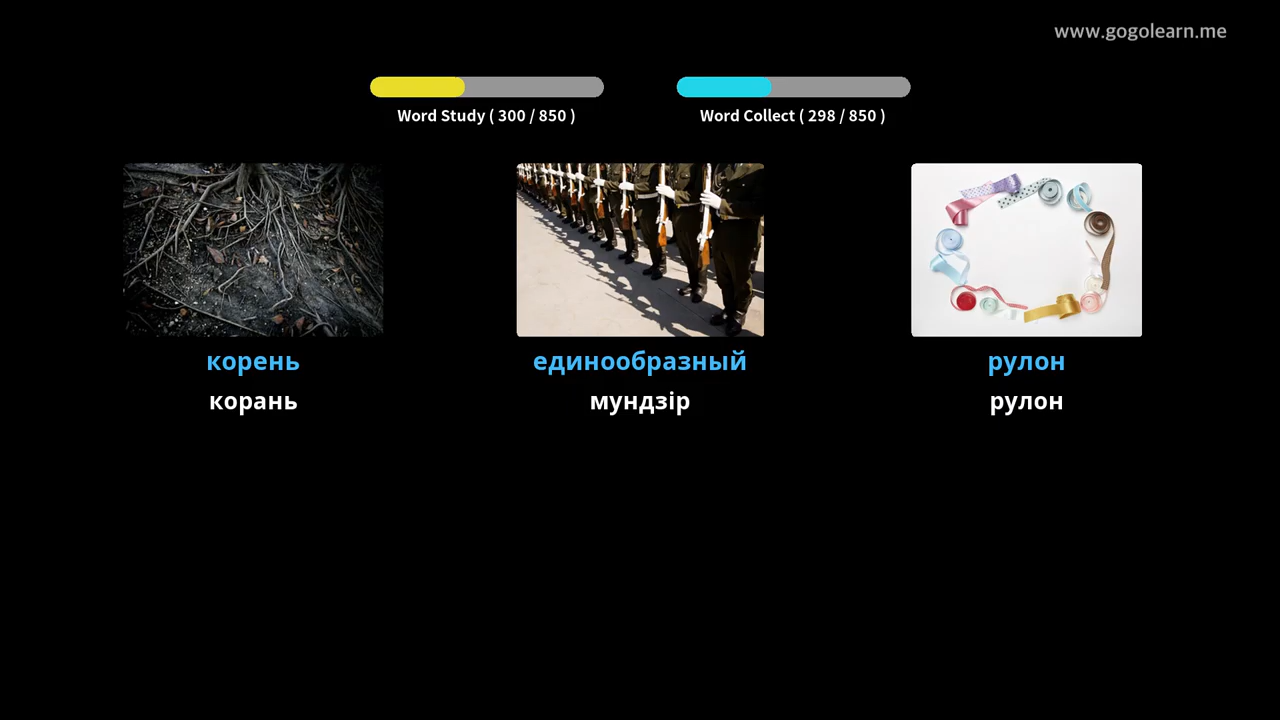 www.gogolearn.me
Word Study ( 300 / 850 )
Word Collect ( 298 / 850 )
корень
единообразный
рулон
корань
мундзір
рулон